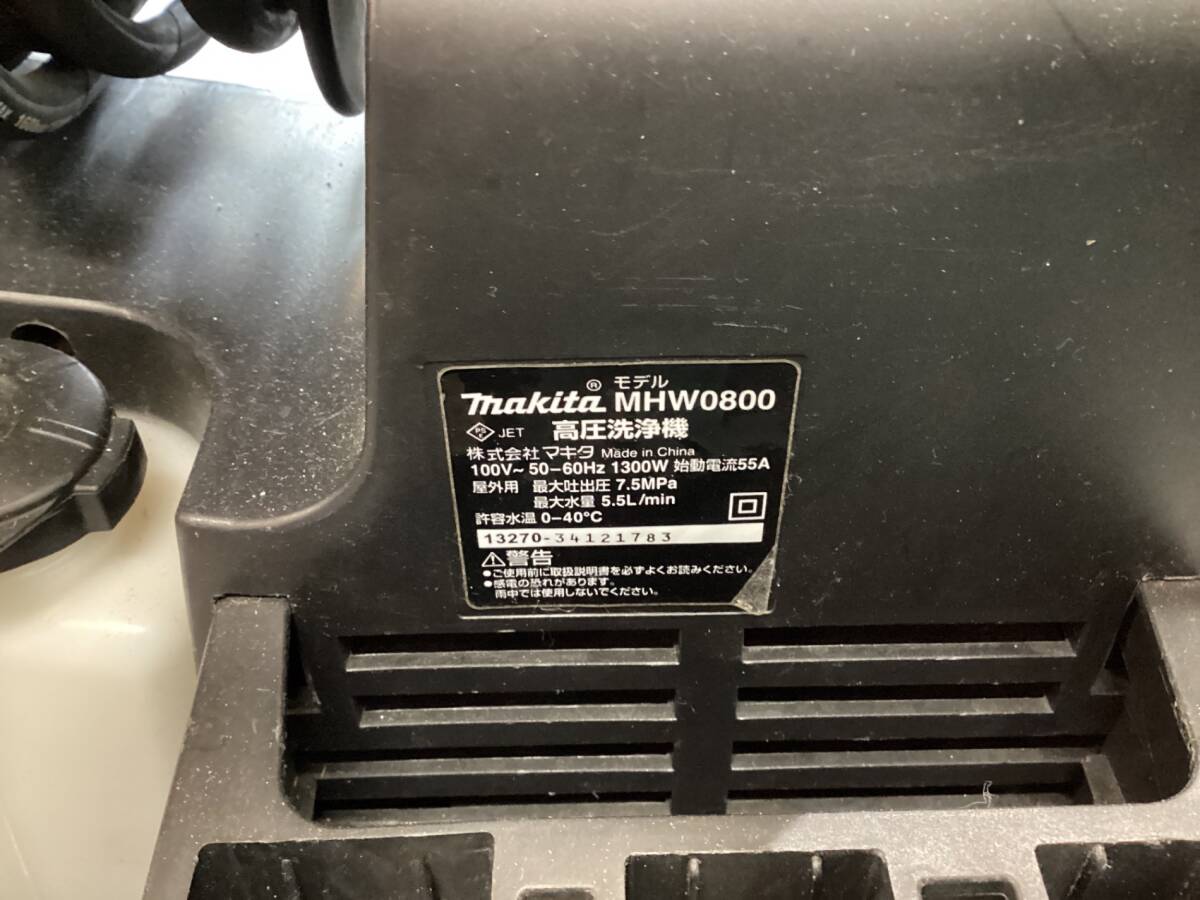 makita® モデル MHW0800
PSE JET 高圧洗浄機
株式会社 マキタ Made in China
100V~ 50-60Hz 1300W 始動電流55A
屋外用 最大吐出圧 7.5MPa
最大水量 5.5L/min
許容水温 0-40℃
13270-34121783
⚠警告
●ご使用前に取扱説明書を必ずよくお読みください。
●感電の恐れがあります。
雨中では使用しないでください。